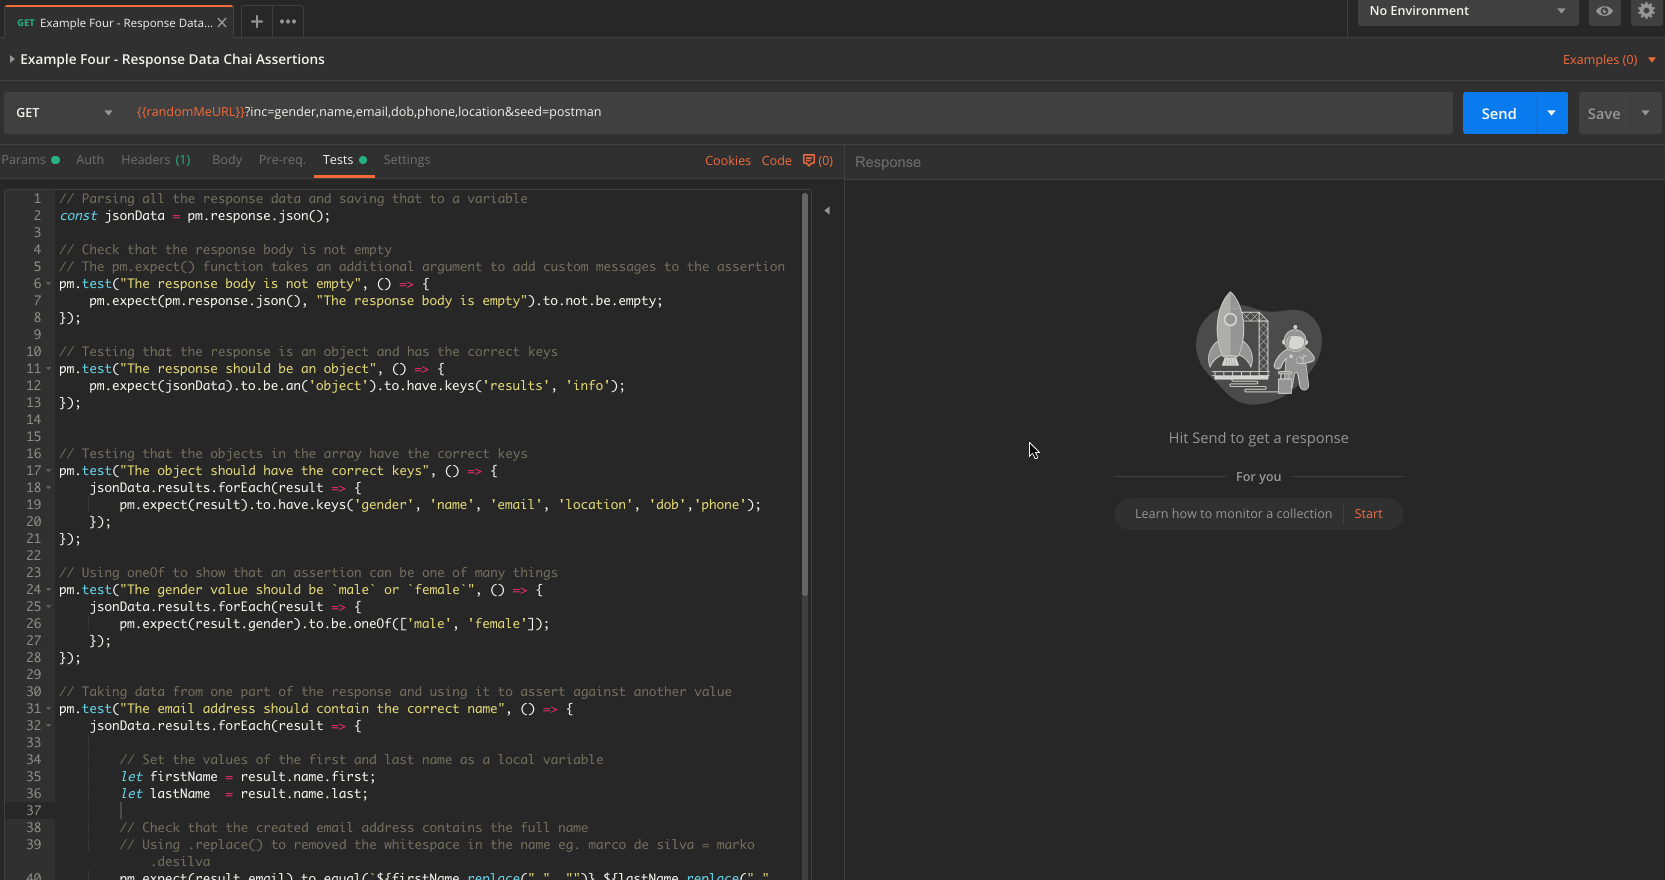 GET Example Four - Response Data...
No Environment
Example Four - Response Data Chai Assertions
Examples (0)
GET {{randomMeURL}}?inc=gender,name,email,dob,phone,location&seed=postman
Send Save
Params Auth Headers (1) Body Pre-req. Tests Settings Cookies Code (0)
Response
1 // Parsing all the response data and saving that to a variable
2 const jsonData = pm.response.json();
3
4 // Check that the response body is not empty
5 // The pm.expect() function takes an additional argument to add custom messages to the assertion
6 pm.test("The response body is not empty", () => {
7 pm.expect(pm.response.json(), "The response body is empty").to.not.be.empty;
8 });
9
10 // Testing that the response is an object and has the correct keys
11 pm.test("The response should be an object", () => {
12 pm.expect(jsonData).to.be.an('object').to.have.keys('results', 'info');
13 });
14
15
16 // Testing that the objects in the array have the correct keys
17 pm.test("The object should have the correct keys", () => {
18 jsonData.results.forEach(result => {
19 pm.expect(result).to.have.keys('gender', 'name', 'email', 'location', 'dob','phone');
20 });
21 });
22
23 // Using oneOf to show that an assertion can be one of many things
24 pm.test("The gender value should be `male` or `female`", () => {
25 jsonData.results.forEach(result => {
26 pm.expect(result.gender).to.be.oneOf(['male', 'female']);
27 });
28 });
29
30 // Taking data from one part of the response and using it to assert against another value
31 pm.test("The email address should contain the correct name", () => {
32 jsonData.results.forEach(result => {
33
34 // Set the values of the first and last name as a local variable
35 let firstName = result.name.first;
36 let lastName = result.name.last;
37
38 // Check that the created email address contains the full name
39 // Using .replace() to removed the whitespace in the name eg. marco de silva = marko
.desilva
40 pm.expect(result.email).to.equal(`${firstName.replace(" ", "")}.${lastName.replace(" "
Hit Send to get a response
For you
Learn how to monitor a collection Start